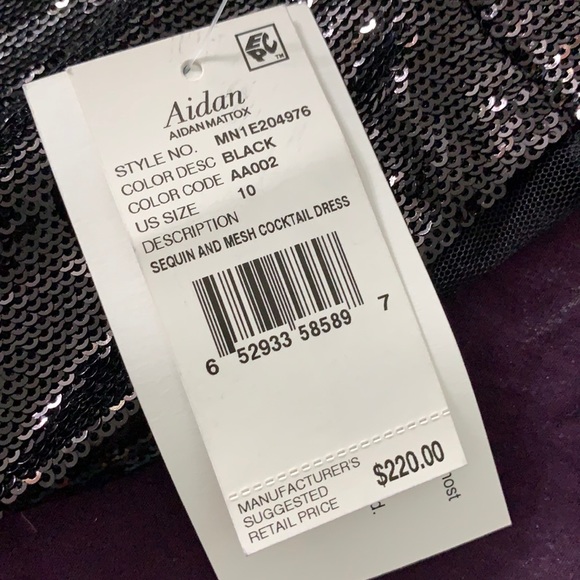 EPC™
Aidan
AIDAN MATTOX
STYLE NO. MN1E204976
COLOR DESC BLACK
COLOR CODE AA002
US SIZE 10
DESCRIPTION
SEQUIN AND MESH COCKTAIL DRESS
6 52933 58589 7
MANUFACTURER'S
SUGGESTED
RETAIL PRICE
$220.00